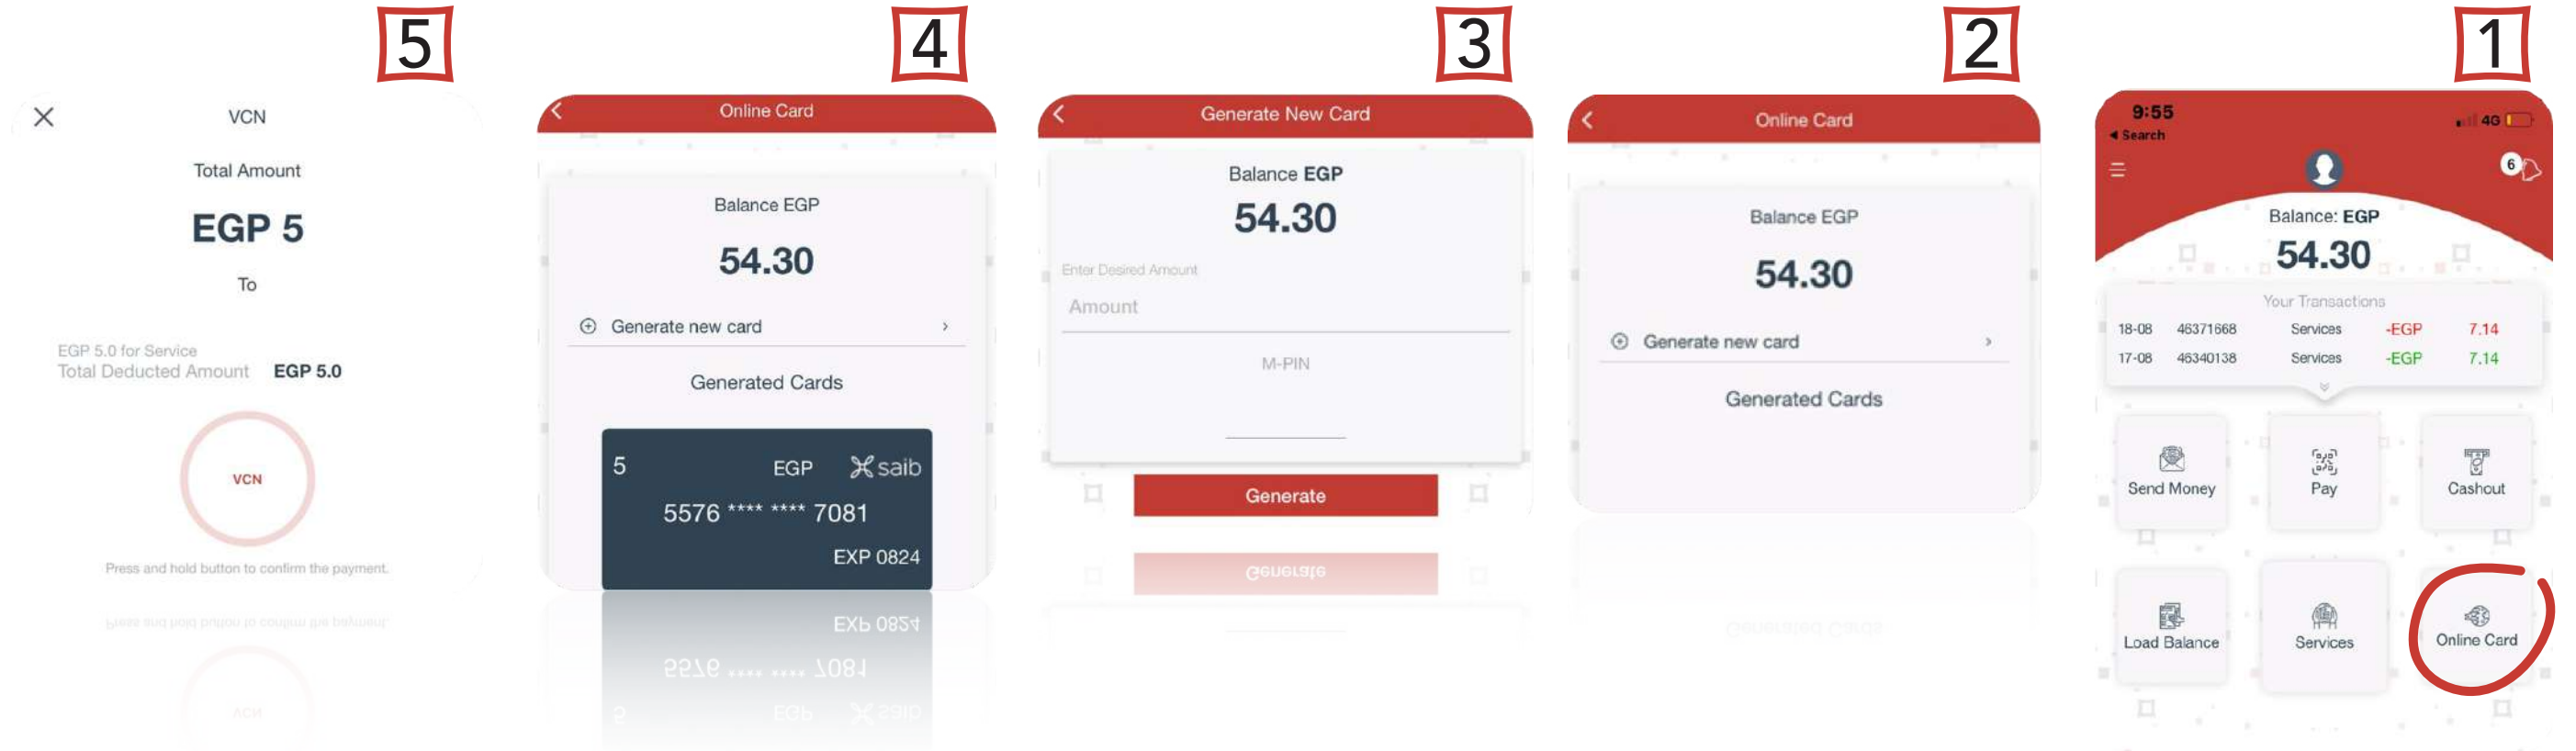 1
9:55
4G
Search
6
Balance: EGP
54.30
Your Transactions
18-08 46371668 Services -EGP 7.14
17-08 46340138 Services -EGP 7.14
Send Money
Pay
Cashout
Load Balance
Services
Online Card
2
Online Card
Balance EGP
54.30
Generate new card
Generated Cards
3
Generate New Card
Balance EGP
54.30
Enter Desired Amount
Amount
M-PIN
Generate
4
Online Card
Balance EGP
54.30
Generate new card
Generated Cards
5 EGP saib
5576 **** **** 7081
EXP 0824
5
VCN
Total Amount
EGP 5
To
EGP 5.0 for Service
Total Deducted Amount EGP 5.0
VCN
Press and hold button to confirm the payment.